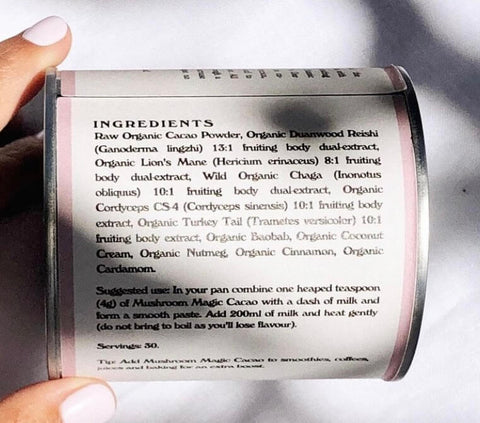 INGREDIENTS
Raw Organic Cacao Powder, Organic Duanwood Reishi
(Ganoderma lingzhi) 13:1 fruiting body dual-extract,
Organic Lion's Mane (Hericium erinaceus) 8:1 fruiting
body dual-extract, Wild Organic Chaga (Inonotus
obliquus) 10:1 fruiting body dual-extract, Organic
Cordyceps CS-4 (Cordyceps sinensis) 10:1 fruiting body
extract, Organic Turkey Tail (Trametes versicolor) 10:1
fruiting body extract, Organic Baobab, Organic Coconut
Cream, Organic Nutmeg, Organic Cinnamon, Organic
Cardamom.
Suggested use: In your pan combine one heaped teaspoon
(4g) of Mushroom Magic Cacao with a dash of milk and
form a smooth paste. Add 200ml of milk and heat gently
(do not bring to boil as you'll lose flavour).
Servings: 30.
Tip: Add Mushroom Magic Cacao to smoothies, coffees,
juices and baking for an extra boost.